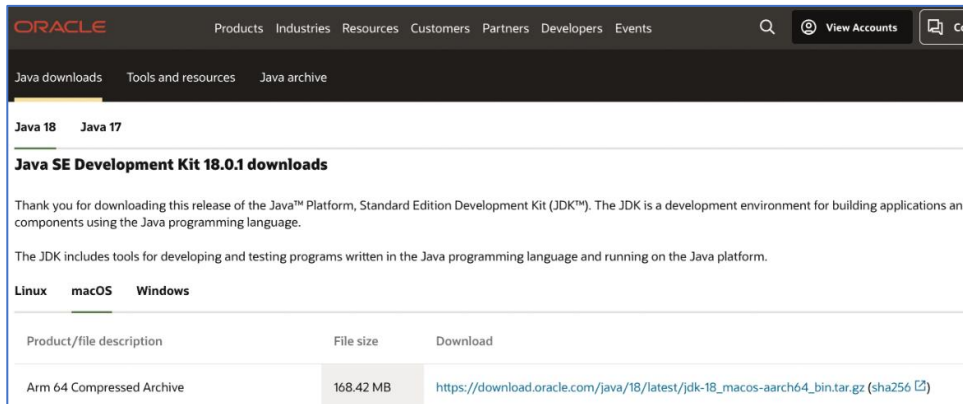 ORACLE Products Industries Resources Customers Partners Developers Events View Accounts
Java downloads Tools and resources Java archive
Java 18 Java 17
Java SE Development Kit 18.0.1 downloads
Thank you for downloading this release of the Java™ Platform, Standard Edition Development Kit (JDK™). The JDK is a development environment for building applications
components using the Java programming language.
The JDK includes tools for developing and testing programs written in the Java programming language and running on the Java platform.
Linux macOS Windows
Product/file description File size Download
Arm 64 Compressed Archive 168.42 MB https://download.oracle.com/java/18/latest/jdk-18_macos-aarch64_bin.tar.gz (sha256)